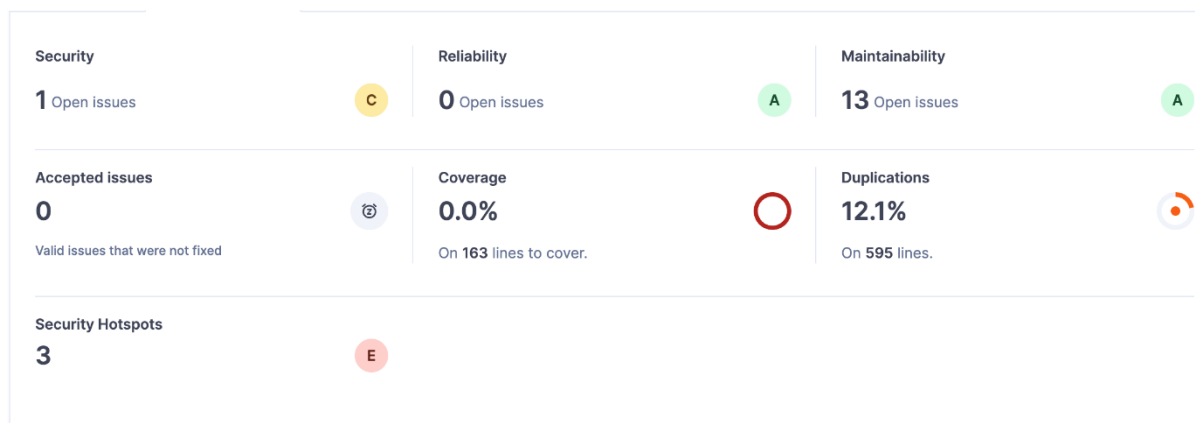 Security
1 Open issues
C
Reliability
0 Open issues
A
Maintainability
13 Open issues
A
Accepted issues
0
Valid issues that were not fixed
Coverage
0.0%
On 163 lines to cover.
Duplications
12.1%
On 595 lines.
Security Hotspots
3
E